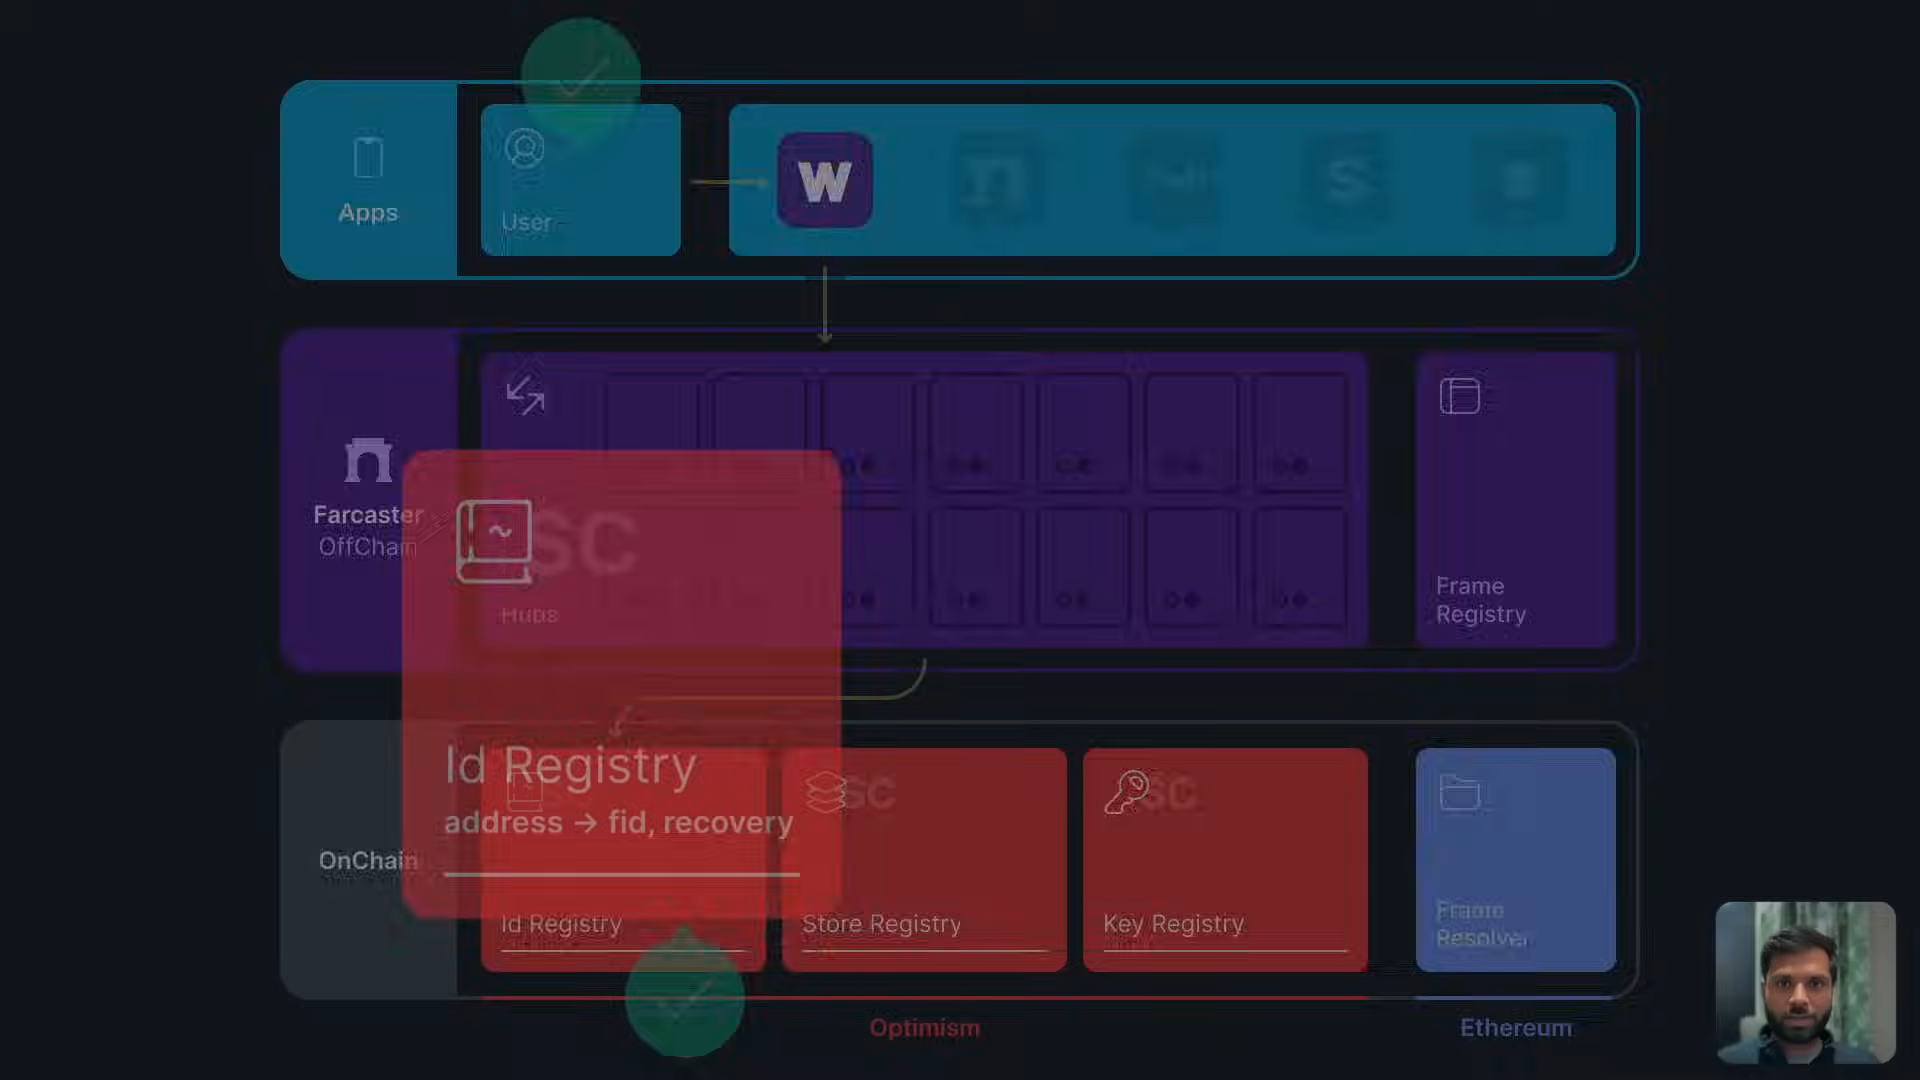 W
n
S
Apps
User
Farcaster
OffChain
SC
Hubs
Frame
Registry
Id Registry
address → fid, recovery
OnChain
SC
SC
Id Registry
Store Registry
Key Registry
Frame
Resolver
Optimism
Ethereum